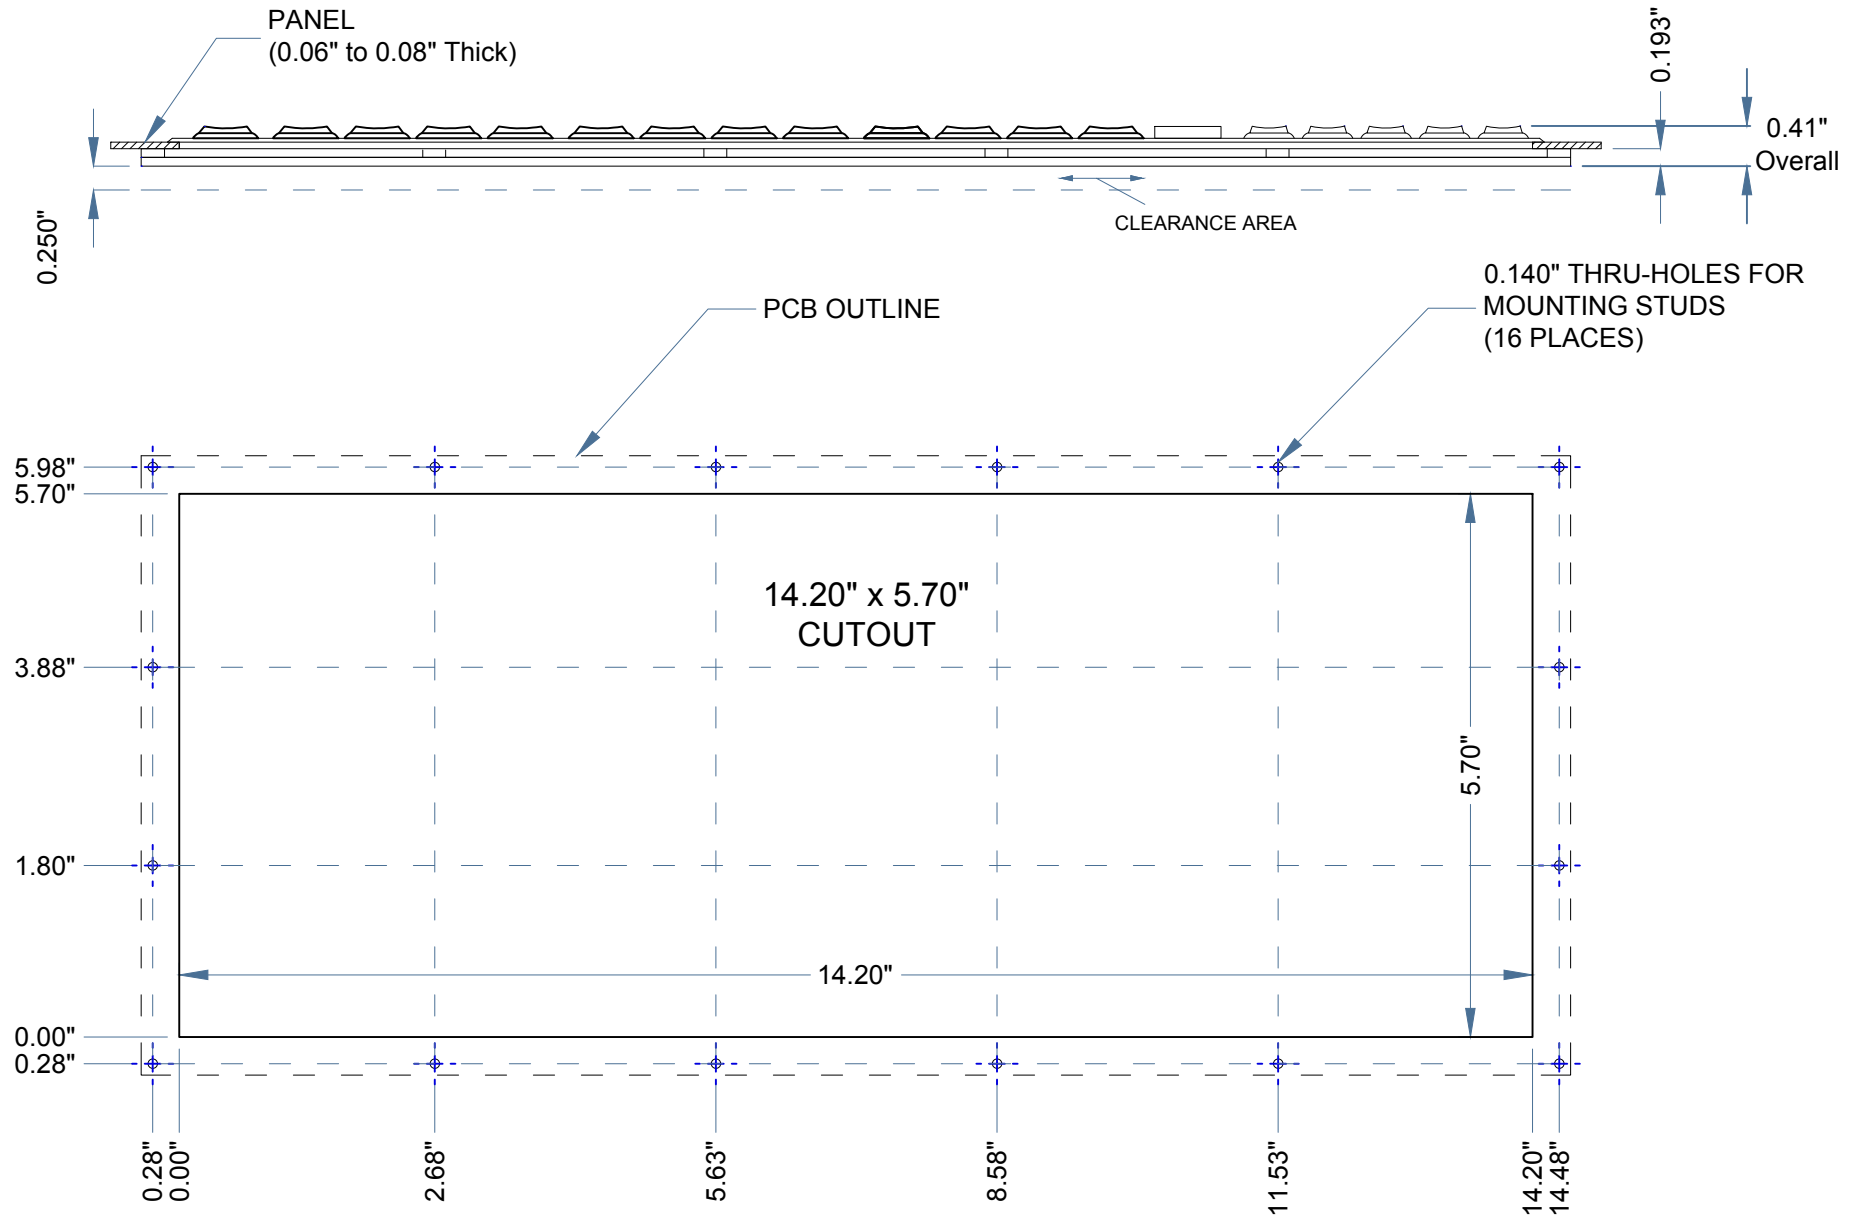 PANEL
(0.06" to 0.08" Thick)
0.193"
0.41"
Overall
0.250"
CLEARANCE AREA
0.140" THRU-HOLES FOR
MOUNTING STUDS
(16 PLACES)
PCB OUTLINE
5.98"
5.70"
14.20" x 5.70"
CUTOUT
3.88"
5.70"
1.80"
14.20"
0.00"
0.28"
0.28"
0.00"
2.68"
5.63"
8.58"
11.53"
14.20"
14.48"